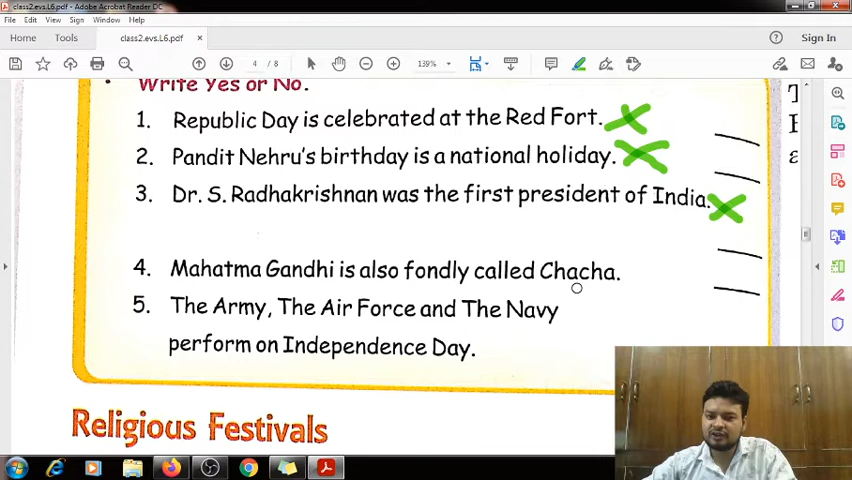 class2.evs.L6.pdf - Adobe Acrobat Reader DC
File Edit View Sign Window Help
Home Tools class2.evs.L6.pdf × Sign In
4 / 8 139%
Write Yes or No.
1. Republic Day is celebrated at the Red Fort.
2. Pandit Nehru's birthday is a national holiday.
3. Dr. S. Radhakrishnan was the first president of India.
4. Mahatma Gandhi is also fondly called Chacha.
5. The Army, The Air Force and The Navy
perform on Independence Day.
Religious Festivals